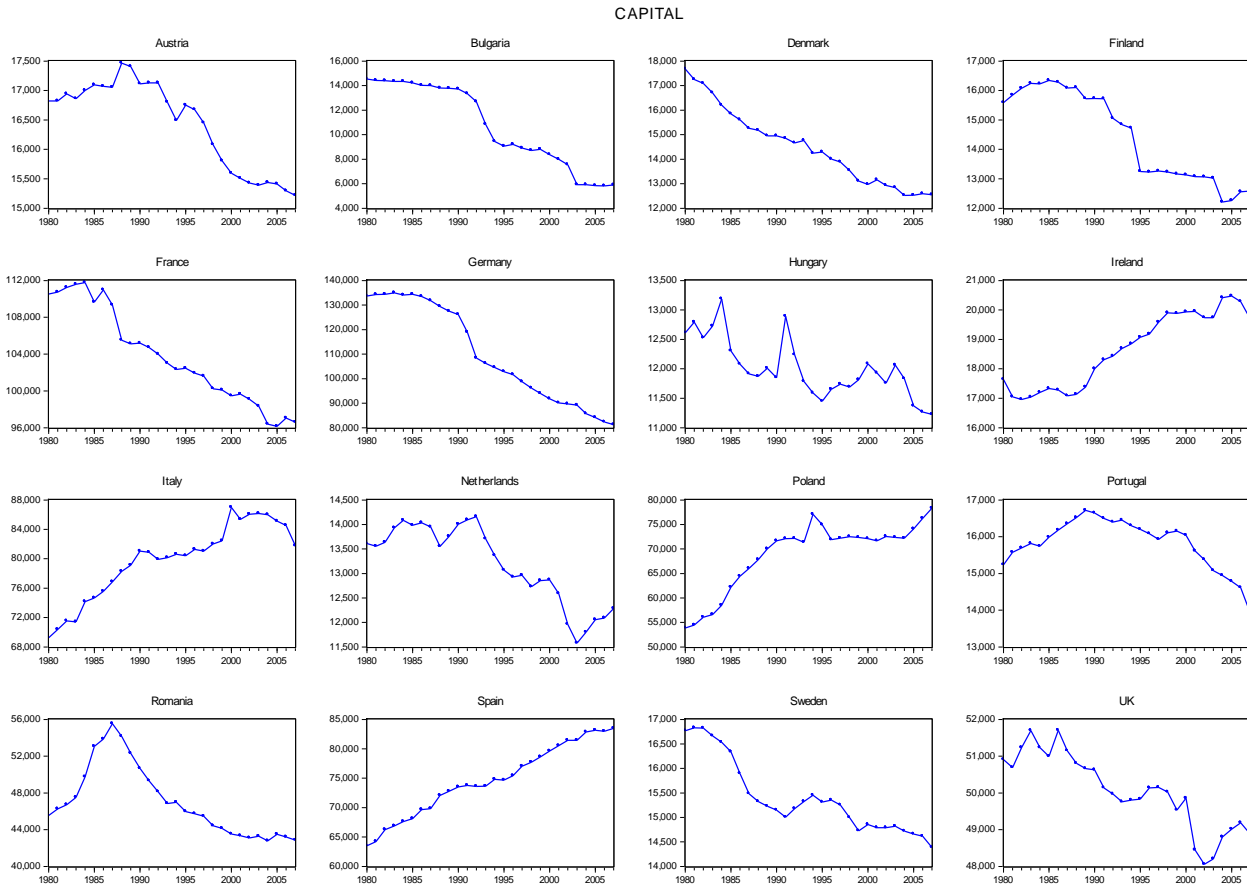 CAPITAL
Austria
17,500
17,000
16,500
16,000
15,500
15,000
1980 1985 1990 1995 2000 2005
Bulgaria
16,000
14,000
12,000
10,000
8,000
6,000
4,000
1980 1985 1990 1995 2000 2005
Denmark
18,000
17,000
16,000
15,000
14,000
13,000
12,000
1980 1985 1990 1995 2000 2005
Finland
17,000
16,000
15,000
14,000
13,000
12,000
1980 1985 1990 1995 2000 2005
France
112,000
108,000
104,000
100,000
96,000
1980 1985 1990 1995 2000 2005
Germany
140,000
130,000
120,000
110,000
100,000
90,000
80,000
1980 1985 1990 1995 2000 2005
Hungary
13,500
13,000
12,500
12,000
11,500
11,000
1980 1985 1990 1995 2000 2005
Ireland
21,000
20,000
19,000
18,000
17,000
16,000
1980 1985 1990 1995 2000 2005
Italy
88,000
84,000
80,000
76,000
72,000
68,000
1980 1985 1990 1995 2000 2005
Netherlands
14,500
14,000
13,500
13,000
12,500
12,000
11,500
1980 1985 1990 1995 2000 2005
Poland
80,000
75,000
70,000
65,000
60,000
55,000
50,000
1980 1985 1990 1995 2000 2005
Portugal
17,000
16,000
15,000
14,000
13,000
1980 1985 1990 1995 2000 2005
Romania
56,000
52,000
48,000
44,000
40,000
1980 1985 1990 1995 2000 2005
Spain
85,000
80,000
75,000
70,000
65,000
60,000
1980 1985 1990 1995 2000 2005
Sweden
17,000
16,500
16,000
15,500
15,000
14,500
14,000
1980 1985 1990 1995 2000 2005
UK
52,000
51,000
50,000
49,000
48,000
1980 1985 1990 1995 2000 2005